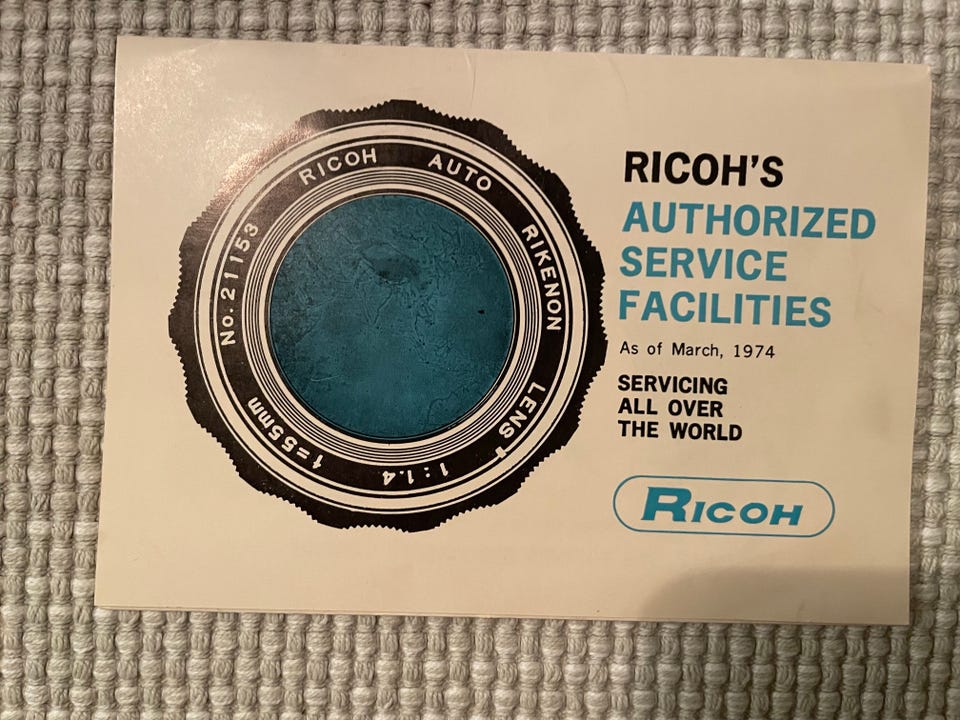 RICOH AUTO RIKENON LENS 1:1.4 f=55mm No.21153
RICOH'S
AUTHORIZED
SERVICE
FACILITIES
As of March, 1974
SERVICING
ALL OVER
THE WORLD
RICOH